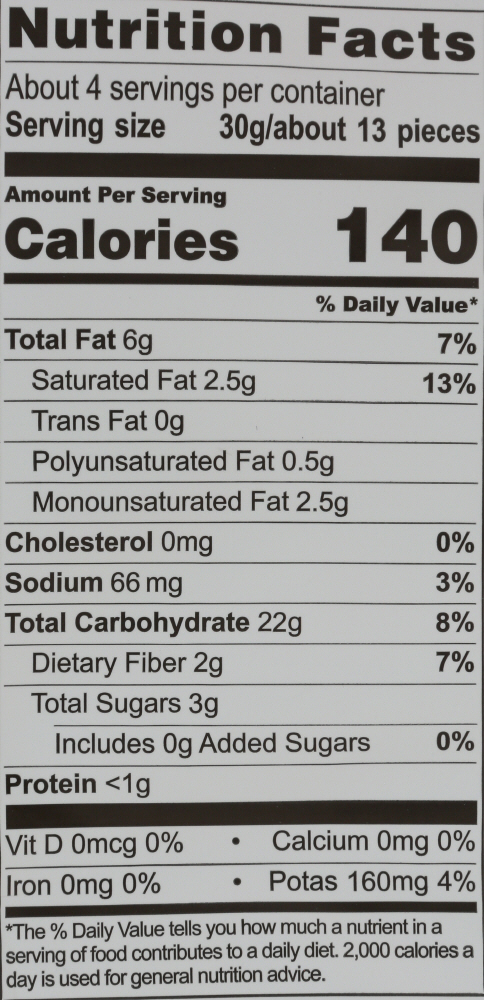 Nutrition Facts
About 4 servings per container
Serving size 30g/about 13 pieces
Amount Per Serving
Calories 140
% Daily Value*
Total Fat 6g 7%
Saturated Fat 2.5g 13%
Trans Fat 0g
Polyunsaturated Fat 0.5g
Monounsaturated Fat 2.5g
Cholesterol 0mg 0%
Sodium 66 mg 3%
Total Carbohydrate 22g 8%
Dietary Fiber 2g 7%
Total Sugars 3g
Includes 0g Added Sugars 0%
Protein <1g
Vit D 0mcg 0% • Calcium 0mg 0%
Iron 0mg 0% • Potas 160mg 4%
*The % Daily Value tells you how much a nutrient in a
serving of food contributes to a daily diet. 2,000 calories a
day is used for general nutrition advice.